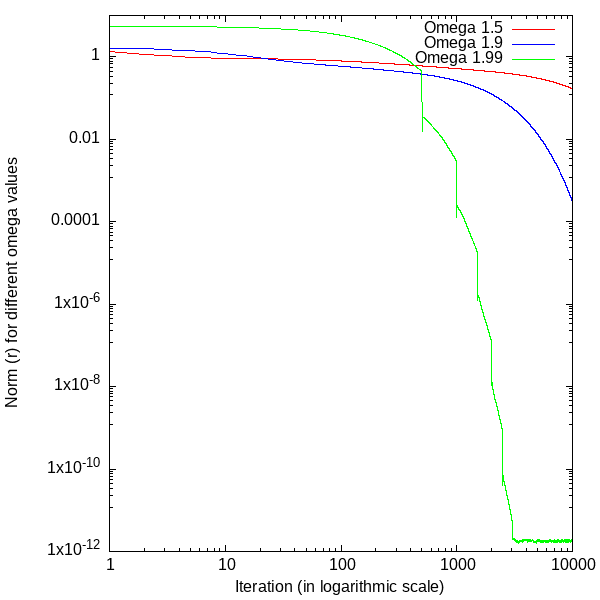 Omega 1.5
Omega 1.9
Omega 1.99
1
0.01
0.0001
1x10^-6
1x10^-8
1x10^-10
1x10^-12
Norm (r) for different omega values
1 10 100 1000 10000
Iteration (in logarithmic scale)